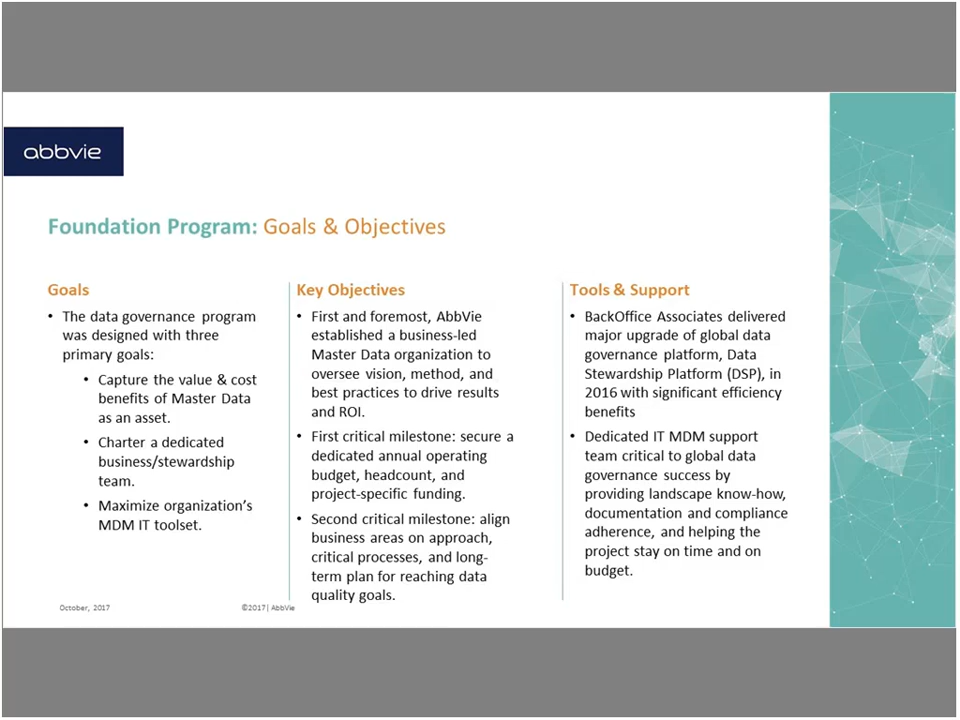 abbvie
Foundation Program: Goals & Objectives
Goals
• The data governance program
was designed with three
primary goals:
• Capture the value & cost
benefits of Master Data
as an asset.
• Charter a dedicated
business/stewardship
team.
• Maximize organization's
MDM IT toolset.
Key Objectives
• First and foremost, AbbVie
established a business-led
Master Data organization to
oversee vision, method, and
best practices to drive results
and ROI.
• First critical milestone: secure a
dedicated annual operating
budget, headcount, and
project-specific funding.
• Second critical milestone: align
business areas on approach,
critical processes, and long-
term plan for reaching data
quality goals.
Tools & Support
• BackOffice Associates delivered
major upgrade of global data
governance platform, Data
Stewardship Platform (DSP), in
2016 with significant efficiency
benefits
• Dedicated IT MDM support
team critical to global data
governance success by
providing landscape know-how,
documentation and compliance
adherence, and helping the
project stay on time and on
budget.
October, 2017
©2017| AbbVie